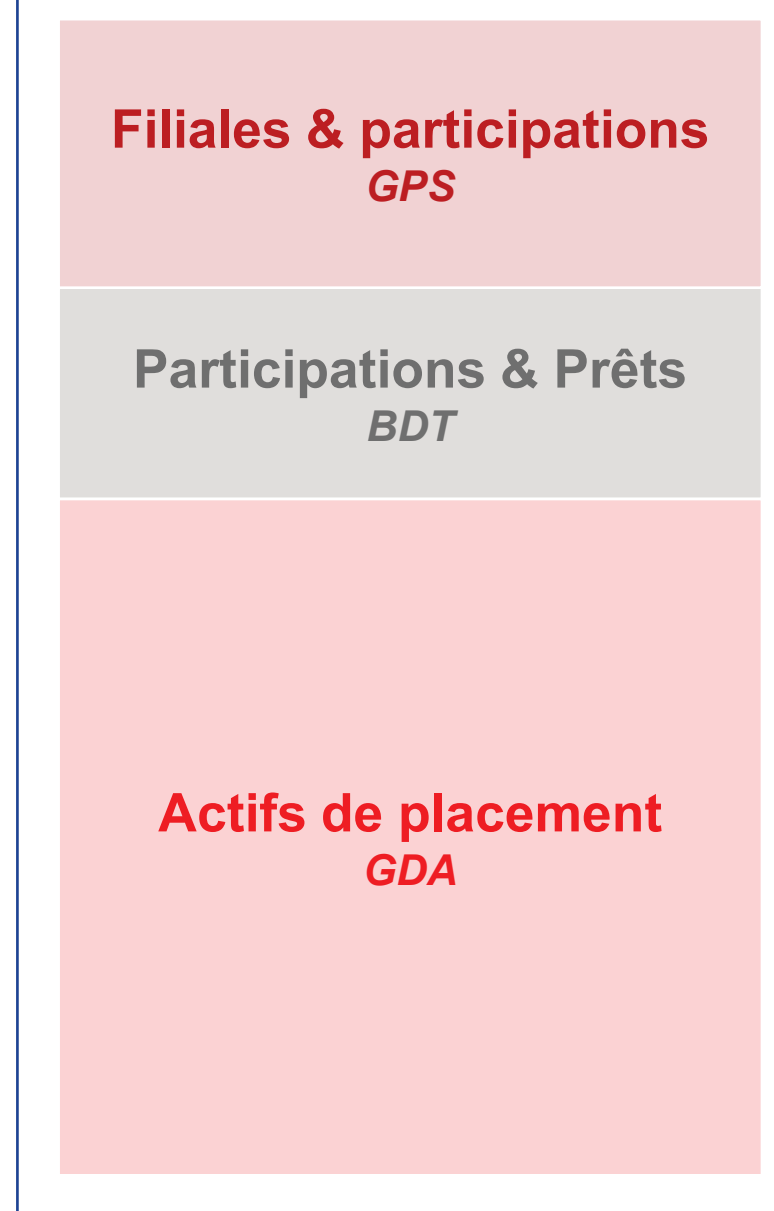 Filiales & participations
GPS
Participations & Prêts
BDT
Actifs de placement
GDA